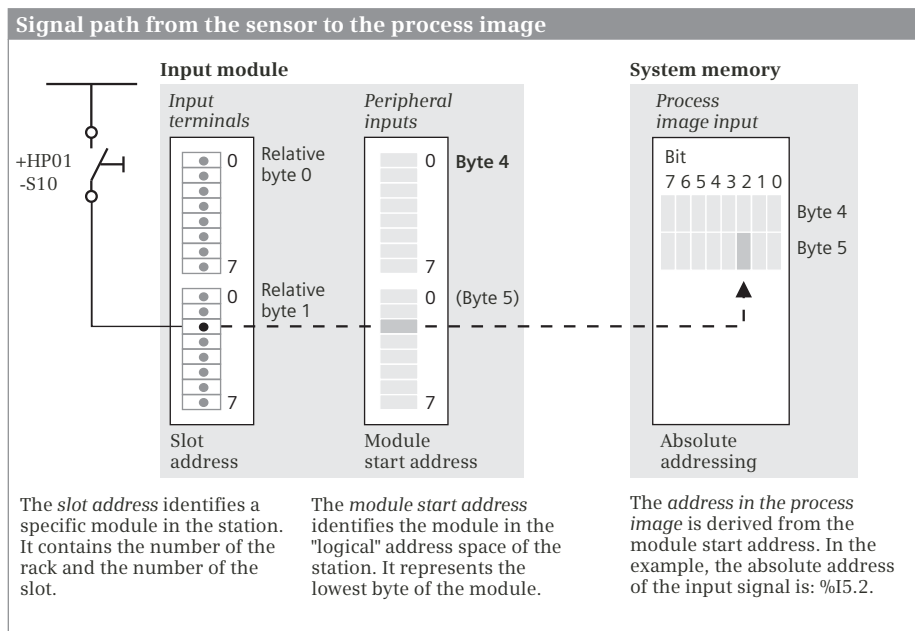 Signal path from the sensor to the process image
Input module
System memory
Input
terminals
Peripheral
inputs
Process
image input
+HP01
-S10
0
Relative
byte 0
7
0
Relative
byte 1
7
0
Byte 4
7
0
(Byte 5)
7
Bit
7 6 5 4 3 2 1 0
Byte 4
Byte 5
Slot
address
Module
start address
Absolute
addressing
The slot address identifies a
specific module in the station.
It contains the number of the
rack and the number of the
slot.
The module start address
identifies the module in the
"logical" address space of the
station. It represents the
lowest byte of the module.
The address in the process
image is derived from the
module start address. In the
example, the absolute address
of the input signal is: %I5.2.